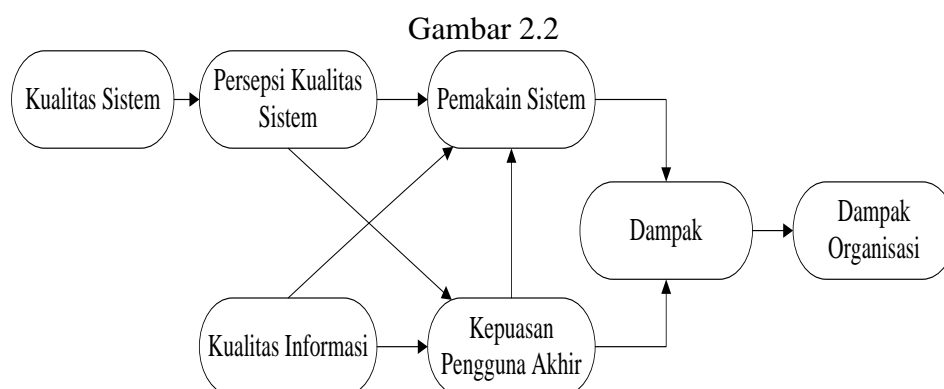 Gambar 2.2
Kualitas Sistem
Persepsi Kualitas
Sistem
Pemakain Sistem
Dampak
Dampak
Organisasi
Kualitas Informasi
Kepuasan
Pengguna Akhir